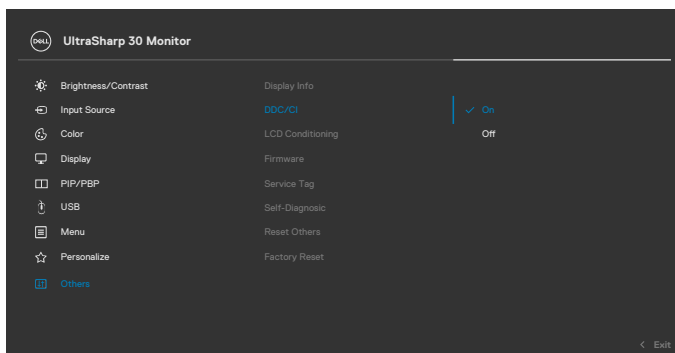 DELL UltraSharp 30 Monitor
Brightness/Contrast Display Info
Input Source DDC/CI On
Color LCD Conditioning Off
Display Firmware
PIP/PBP Service Tag
USB Self-Diagnosic
Menu Reset Others
Personalize Factory Reset
Others
< Exit